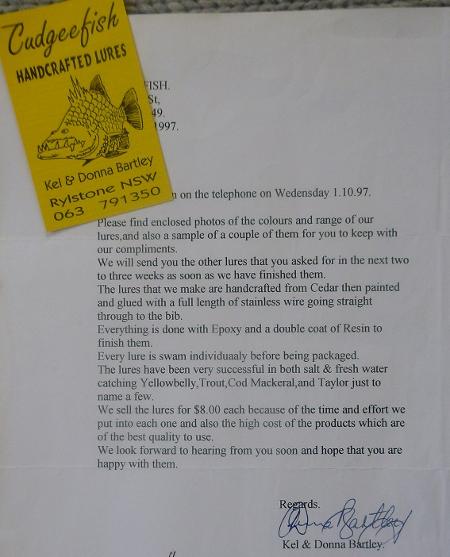 Cudgeefish
HANDCRAFTED LURES
Kel & Donna Bartley
Rylstone NSW
063 791350
FISH.
St,
49.
1997.
on the telephone on Wedensday 1.10.97.
Please find enclosed photos of the colours and range of our
lures,and also a sample of a couple of them for you to keep with
our compliments.
We will send you the other lures that you asked for in the next two
to three weeks as soon as we have finished them.
The lures that we make are handcrafted from Cedar then painted
and glued with a full length of stainless wire going straight
through to the bib.
Everything is done with Epoxy and a double coat of Resin to
finish them.
Every lure is swam individuaaly before being packaged.
The lures have been very successful in both salt & fresh water
catching Yellowbelly,Trout,Cod Mackeral,and Taylor just to
name a few.
We sell the lures for $8.00 each because of the time and effort we
put into each one and also the high cost of the products which are
of the best quality to use.
We look forward to hearing from you soon and hope that you are
happy with them.
Regards.
Donna Bartley
Kel & Donna Bartley.